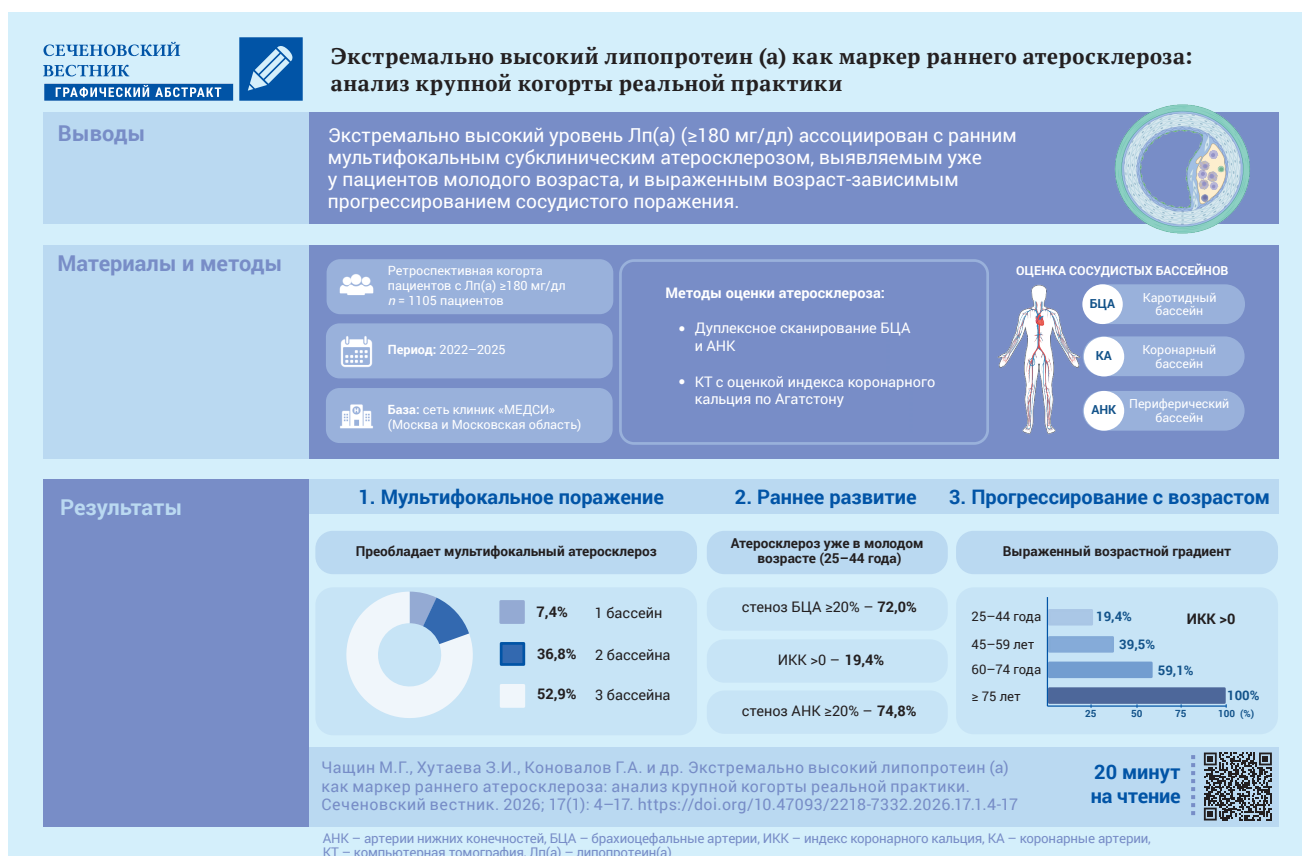 СЕЧЕНОВСКИЙ
ВЕСТНИК
ГРАФИЧЕСКИЙ АБСТРАКТ
Экстремально высокий липопротеин (а) как маркер раннего атеросклероза:
анализ крупной когорты реальной практики
Выводы
Экстремально высокий уровень Лп(а) (≥180 мг/дл) ассоциирован с ранним
мультифокальным субклиническим атеросклерозом, выявляемым уже
у пациентов молодого возраста, и выраженным возраст-зависимым
прогрессированием сосудистого поражения.
Материалы и методы
Ретроспективная когорта
пациентов с Лп(а) ≥180 мг/дл
n = 1105 пациентов
Период: 2022–2025
База: сеть клиник «МЕДСИ»
(Москва и Московская область)
Методы оценки атеросклероза:
• Дуплексное сканирование БЦА
и АНК
• КТ с оценкой индекса коронарного
кальция по Агатстону
ОЦЕНКА СОСУДИСТЫХ БАССЕЙНОВ
БЦА
Каротидный
бассейн
КА
Коронарный
бассейн
АНК
Периферический
бассейн
Результаты
1. Мультифокальное поражение
Преобладает мультифокальный атеросклероз
7,4% 1 бассейн
36,8% 2 бассейна
52,9% 3 бассейна
2. Раннее развитие
Атеросклероз уже в молодом
возрасте (25–44 года)
стеноз БЦА ≥20% – 72,0%
ИКК >0 – 19,4%
стеноз АНК ≥20% – 74,8%
3. Прогрессирование с возрастом
Выраженный возрастной градиент
ИКК >0
25–44 года 19,4%
45–59 лет 39,5%
60–74 года 59,1%
≥ 75 лет 100%
25 50 75 100 (%)
Чащин М.Г., Хутаева З.И., Коновалов Г.А. и др. Экстремально высокий липопротеин (а)
как маркер раннего атеросклероза: анализ крупной когорты реальной практики.
Сеченовский вестник. 2026; 17(1): 4–17. https://doi.org/10.47093/2218-7332.2026.17.1.4-17
20 минут
на чтение
АНК – артерии нижних конечностей, БЦА – брахиоцефальные артерии, ИКК – индекс коронарного кальция, КА – коронарные артерии,
КТ – компьютерная томография, Лп(а) – липопротеин(а)